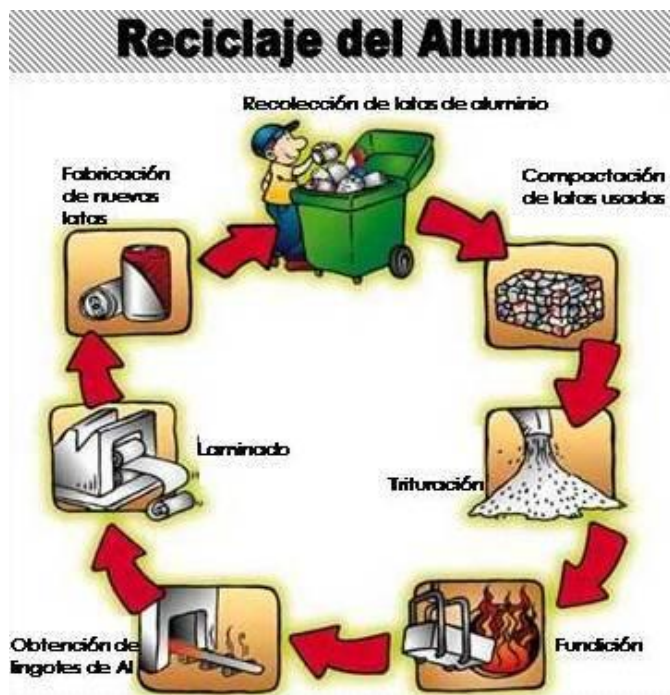 Reciclaje del Aluminio
Recolección de latas de aluminio
Compactación
de latas usadas
Trituración
Fundición
Obtención de
lingotes de Al
Laminado
Fabricación
de nuevas
latas